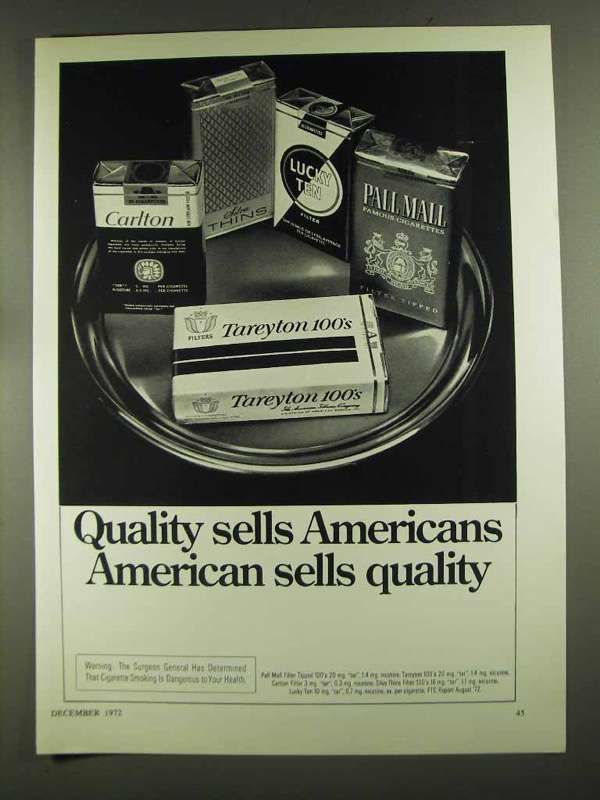 Carlton
Silva
THINS
LUCKY
TEN
FILTER
PALL MALL
FAMOUS CIGARETTES
FILTER TIPPED
FILTERS
Tareyton 100's
Tareyton 100's
The American Tobacco Company
Quality sells Americans
American sells quality
Warning: The Surgeon General Has Determined
That Cigarette Smoking Is Dangerous to Your Health.
Pall Mall Filter Tipped 100's 20 mg. "tar", 1.4 mg. nicotine. Tareyton 100's 20 mg. "tar", 1.4 mg. nicotine.
Carlton Filter 3 mg. "tar", 0.3 mg. nicotine. Silva Thins Filter 100's 16 mg. "tar", 1.1 mg. nicotine.
Lucky Ten 10 mg. "tar", 0.7 mg. nicotine, av. per cigarette, FTC Report August '72.
DECEMBER 1972
45